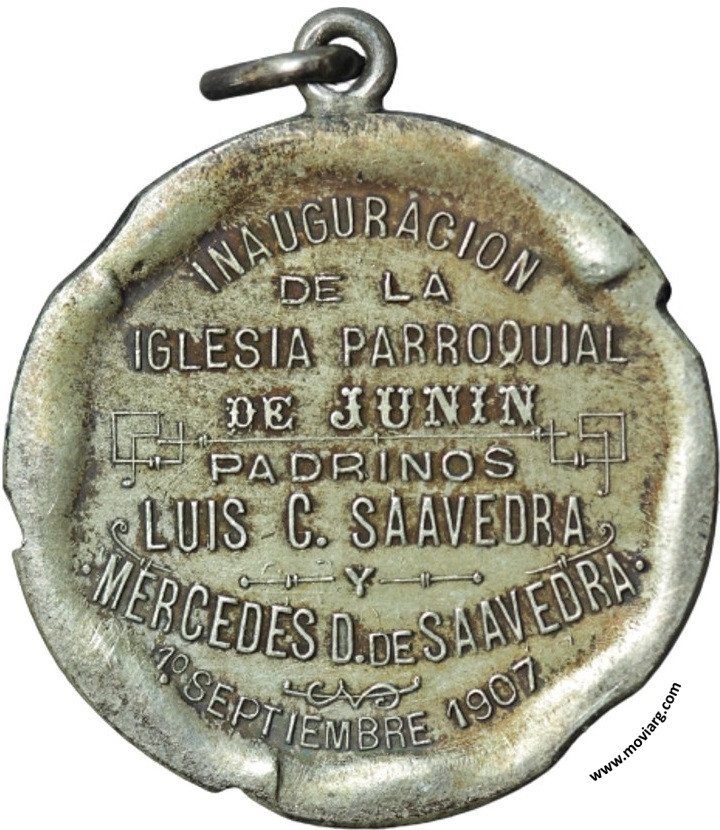 INAUGURACION
DE LA
IGLESIA PARROQUIAL
DE JUNIN
PADRINOS
LUIS C. SAAVEDRA
Y
·MERCEDES D. DE SAAVEDRA·
1º SEPTIEMBRE 1907
www.moviarg.com